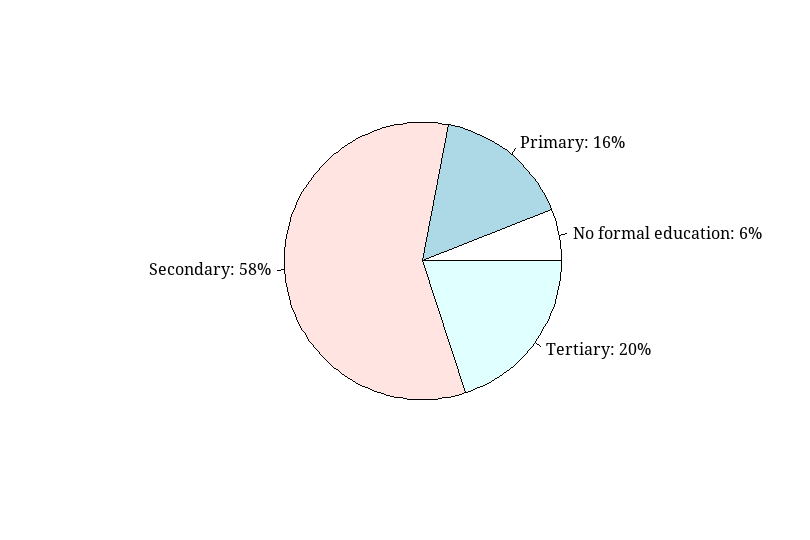 Primary: 16%
No formal education: 6%
Secondary: 58%
Tertiary: 20%